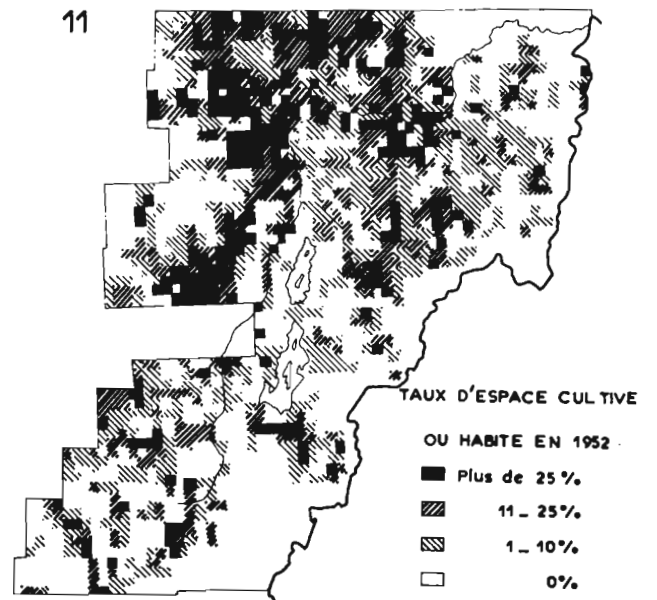 11
TAUX D'ESPACE CULTIVE
OU HABITE EN 1952
Plus de 25 %
11 _ 25 %
1 _ 10 %
0 %